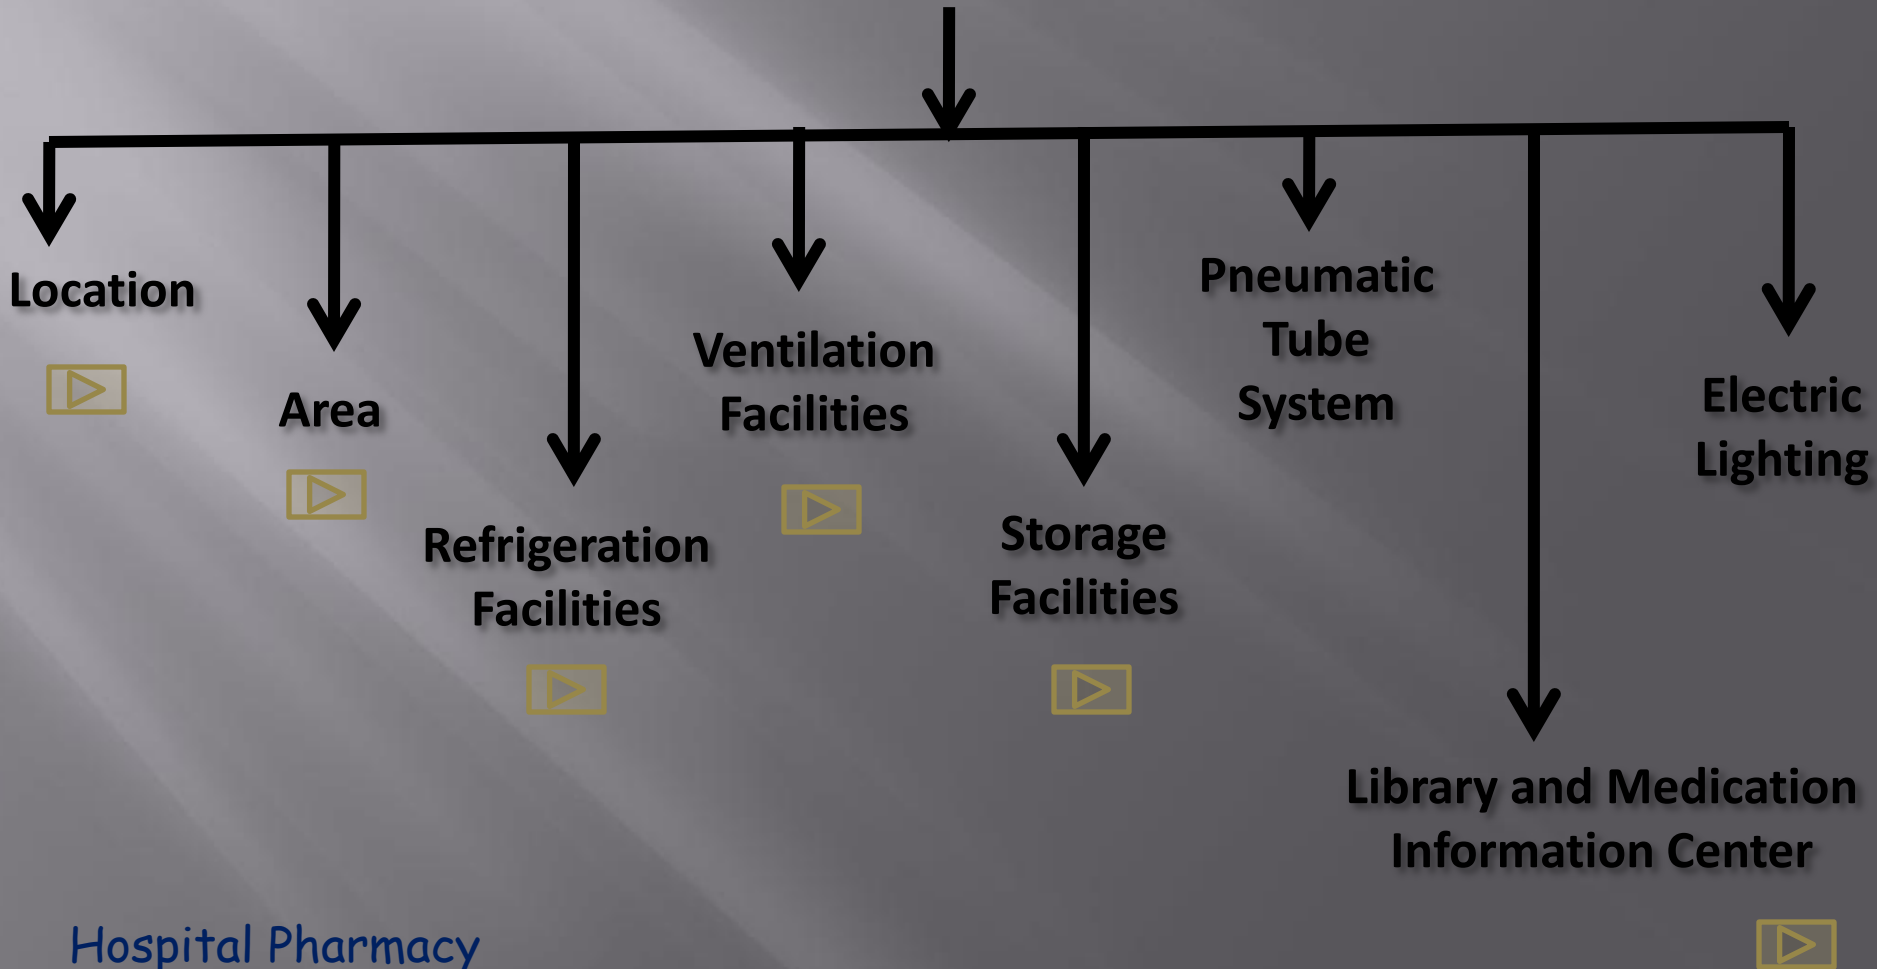 Location
Area
Refrigeration
Facilities
Ventilation
Facilities
Storage
Facilities
Pneumatic
Tube
System
Library and Medication
Information Center
Electric
Lighting
Hospital Pharmacy